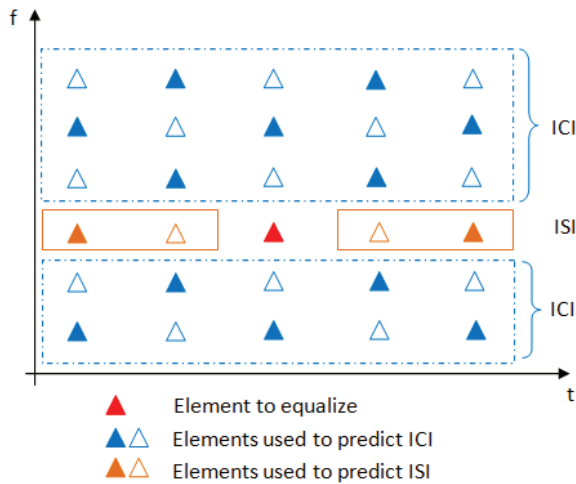 f
ICI
ISI
ICI
t
Element to equalize
Elements used to predict ICI
Elements used to predict ISI